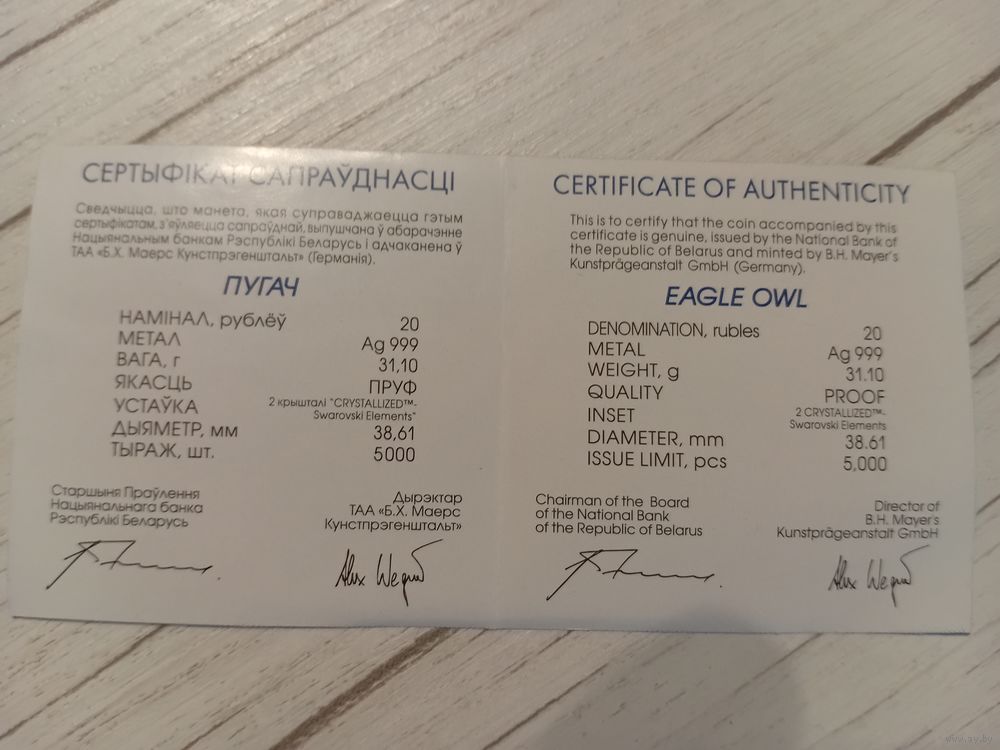 СЕРТЫФІКАТ САПРАЎДНАСЦІ
Сведчыцца, што манета, якая суправаджаецца гэтым
сертыфікатам, з'яўляецца сапраўднай, выпушчана ў абарачэнне
Нацыянальным банкам Рэспублікі Беларусь і адчаканена ў
ТАА «Б.Х. Маерс Кунстпрэгенштальт» (Германія).
ПУГАЧ
НАМІНАЛ, рублёў 20
МЕТАЛ Ag 999
ВАГА, г 31,10
ЯКАСЦЬ ПРУФ
УСТАЎКА 2 крышталі "CRYSTALLIZED™-
Swarovski Elements"
ДЫЯМЕТР, мм 38,61
ТЫРАЖ, шт. 5000
Старшыня Праўлення
Нацыянальнага банка
Рэспублікі Беларусь
Дырэктар
ТАА «Б.Х. Маерс
Кунстпрэгенштальт»
Alex Wegner
CERTIFICATE OF AUTHENTICITY
This is to certify that the coin accompanied by this
certificate is genuine, issued by the National Bank of
the Republic of Belarus and minted by B.H. Mayer's
Kunstprägeanstalt GmbH (Germany).
EAGLE OWL
DENOMINATION, rubles 20
METAL Ag 999
WEIGHT, g 31.10
QUALITY PROOF
INSET 2 CRYSTALLIZED™-
Swarovski Elements
DIAMETER, mm 38.61
ISSUE LIMIT, pcs 5,000
Chairman of the Board
of the National Bank
of the Republic of Belarus
Director of
B.H. Mayer's
Kunstprägeanstalt GmbH
Alex Wegner
www.ay.by